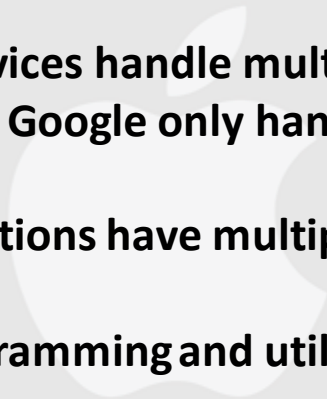 vices handle mult
Google only han
tions have multip
ramming and util